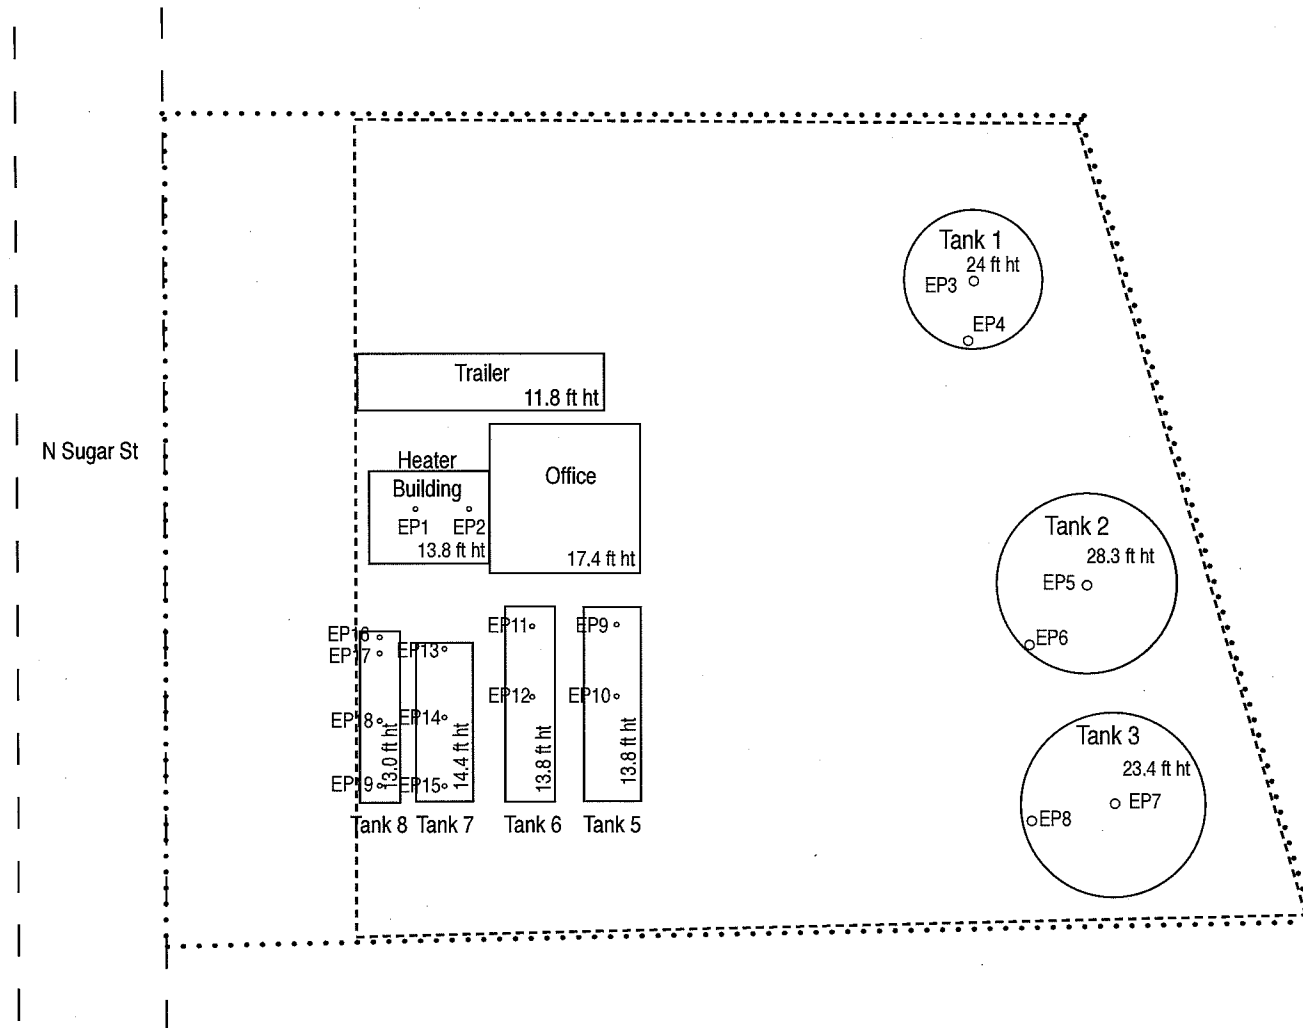 Tank 1
24 ft ht
EP3
EP4
Trailer
11.8 ft ht
N Sugar St
Heater
Building
Office
EP1
EP2
13.8 ft ht
17.4 ft ht
Tank 2
28.3 ft ht
EP5
EP6
EP16
EP17
EP13
EP11
EP9
EP12
EP10
EP18
EP14
13.0 ft ht
14.4 ft ht
13.8 ft ht
13.8 ft ht
EP19
EP15
Tank 8
Tank 7
Tank 6
Tank 5
Tank 3
23.4 ft ht
EP7
EP8